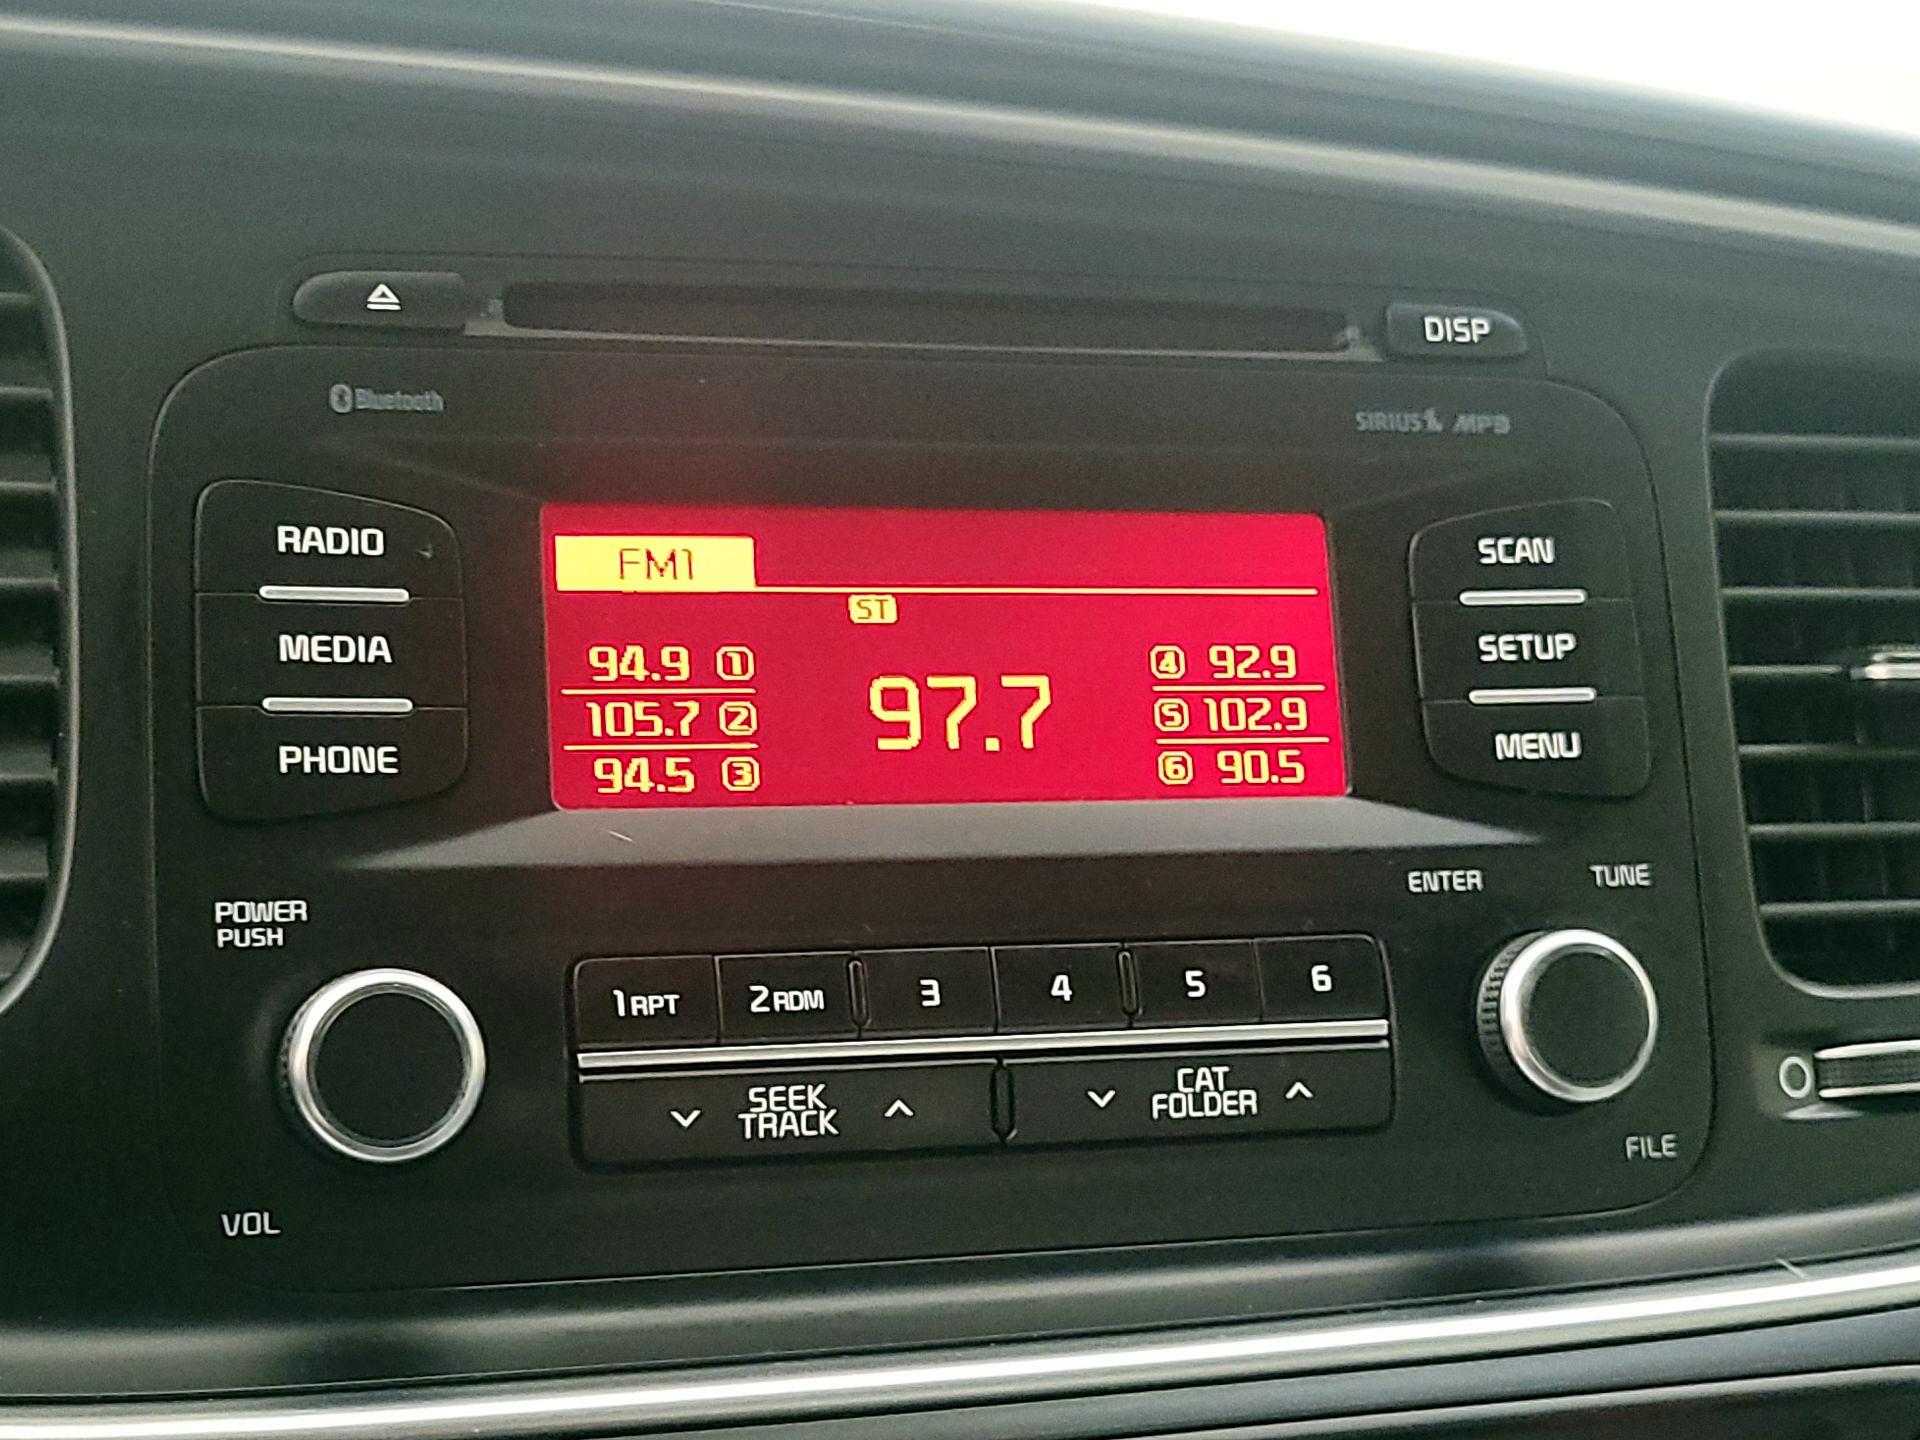 DISP
Bluetooth
SIRIUS MP3
RADIO
MEDIA
PHONE
FM1
ST
94.9 1
105.7 2
94.5 3
97.7
4 92.9
5 102.9
6 90.5
SCAN
SETUP
MENU
POWER
PUSH
VOL
1 RPT 2 RDM 3 4 5 6
SEEK
TRACK
CAT
FOLDER
ENTER
TUNE
FILE